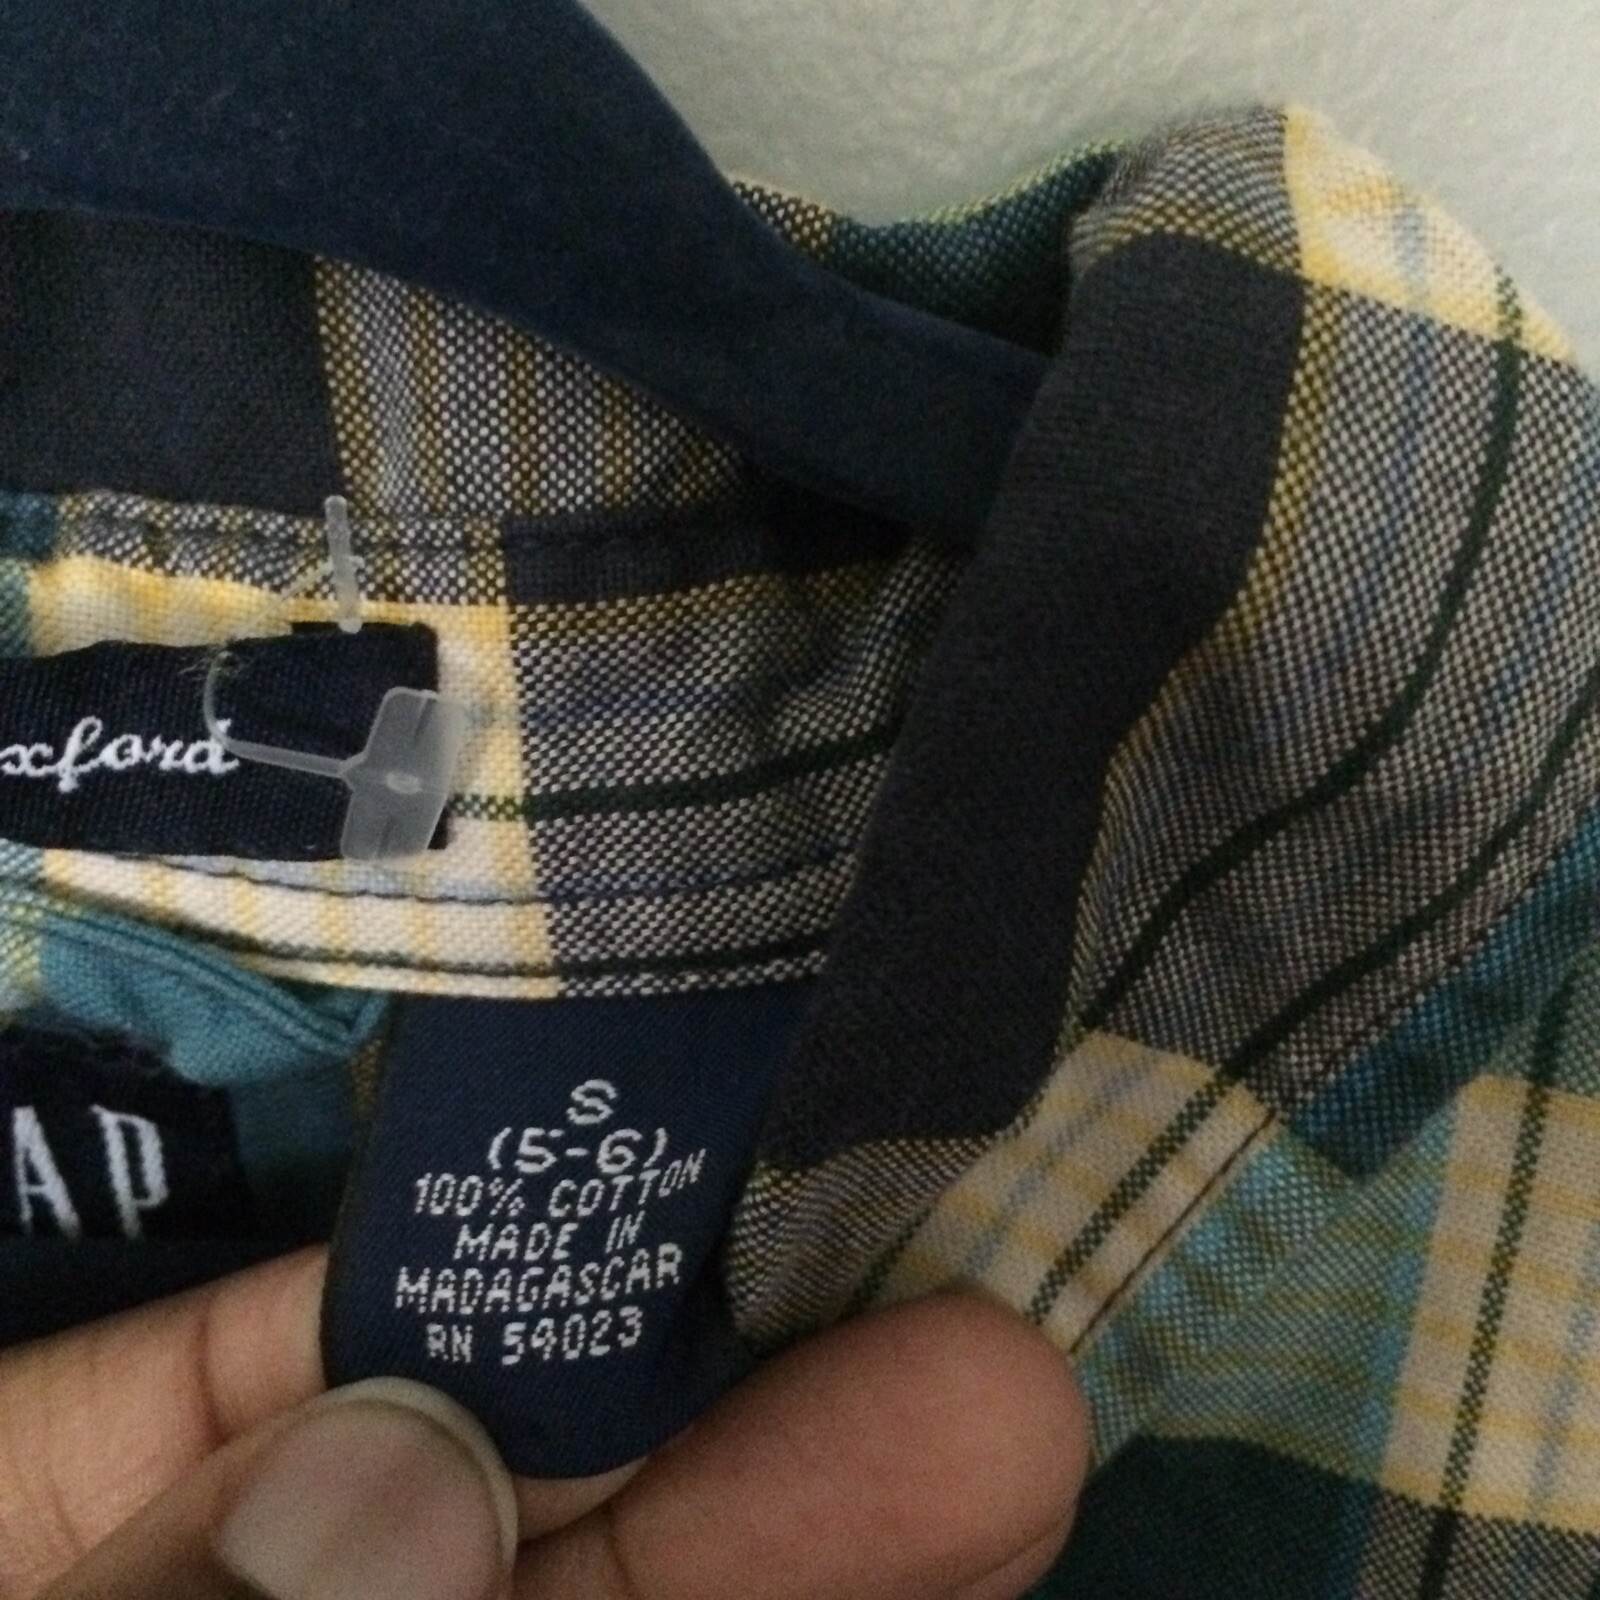 xford
AP
S
(5-6)
100% COTTON
MADE IN
MADAGASCAR
RN 54023